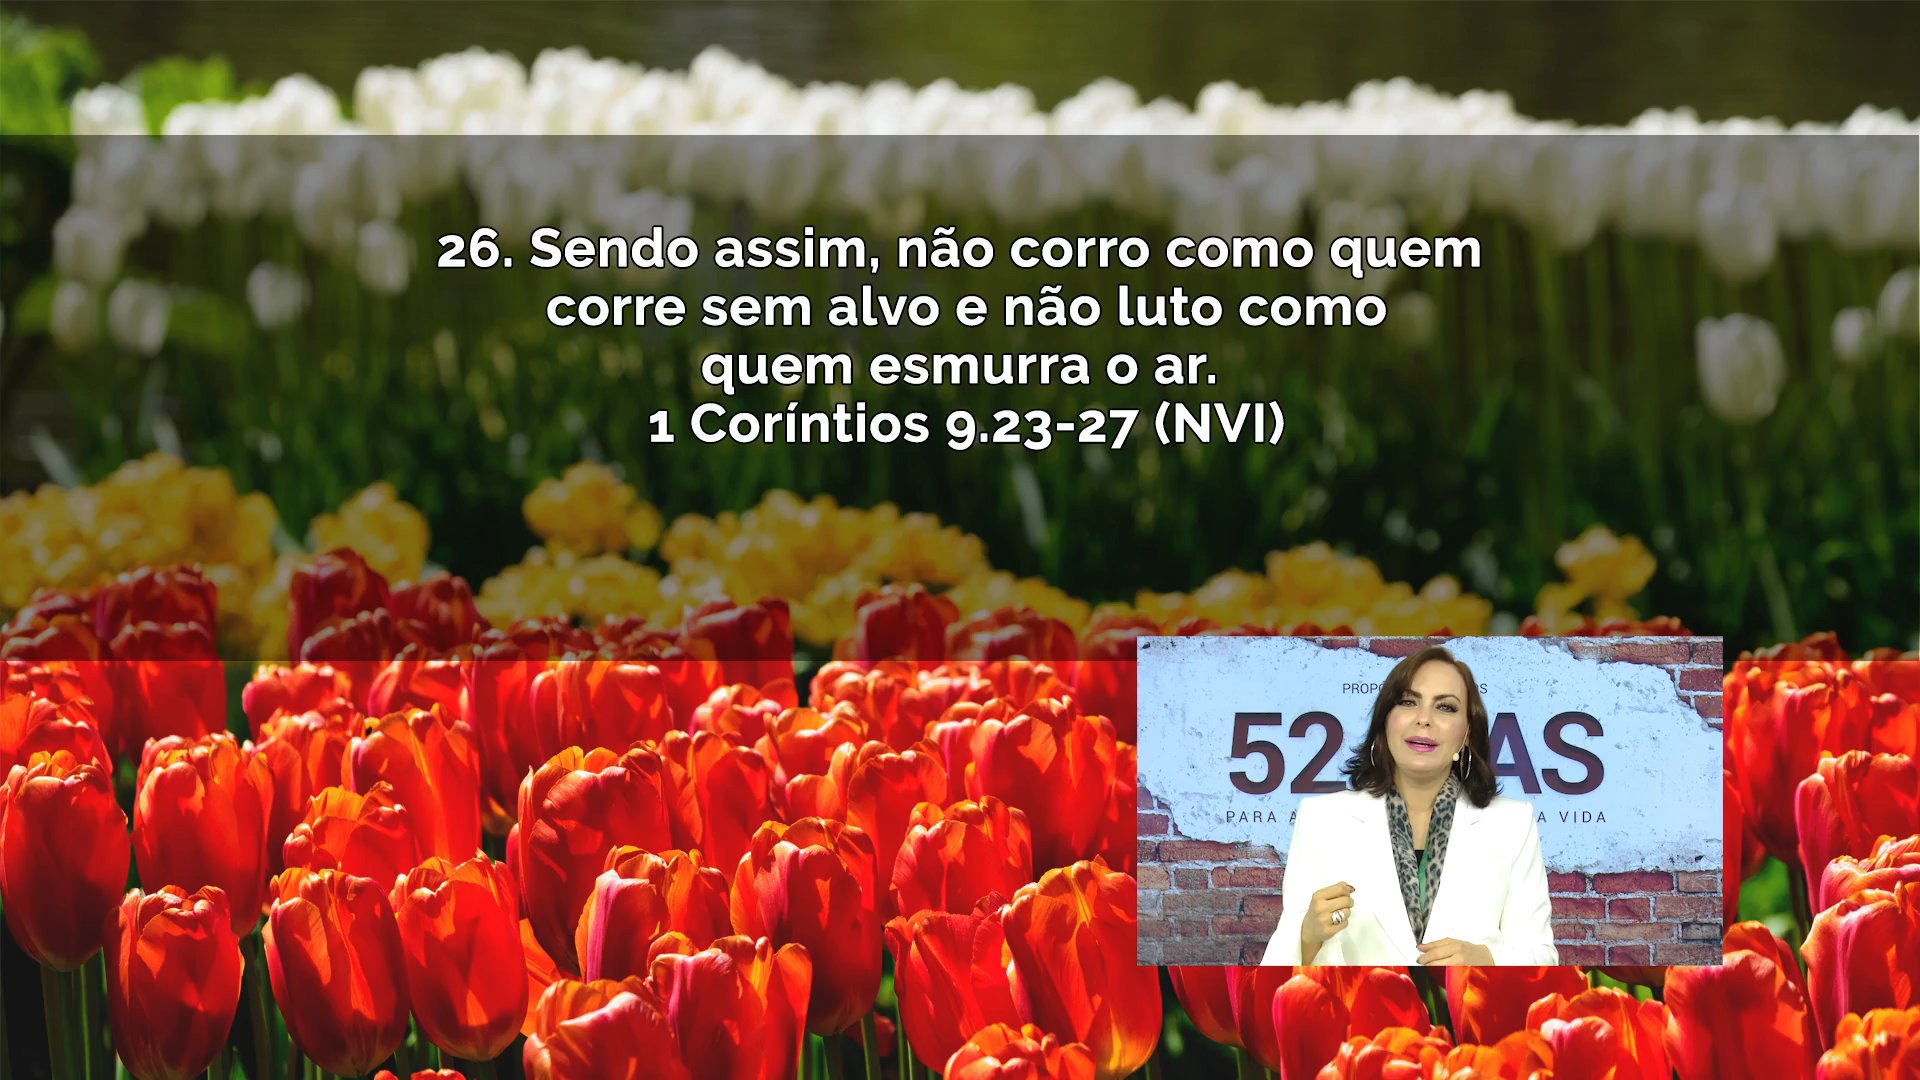 26. Sendo assim, não corro como quem
corre sem alvo e não luto como
quem esmurra o ar.
1 Coríntios 9.23-27 (NVI)
52 AS
PARA A VIDA